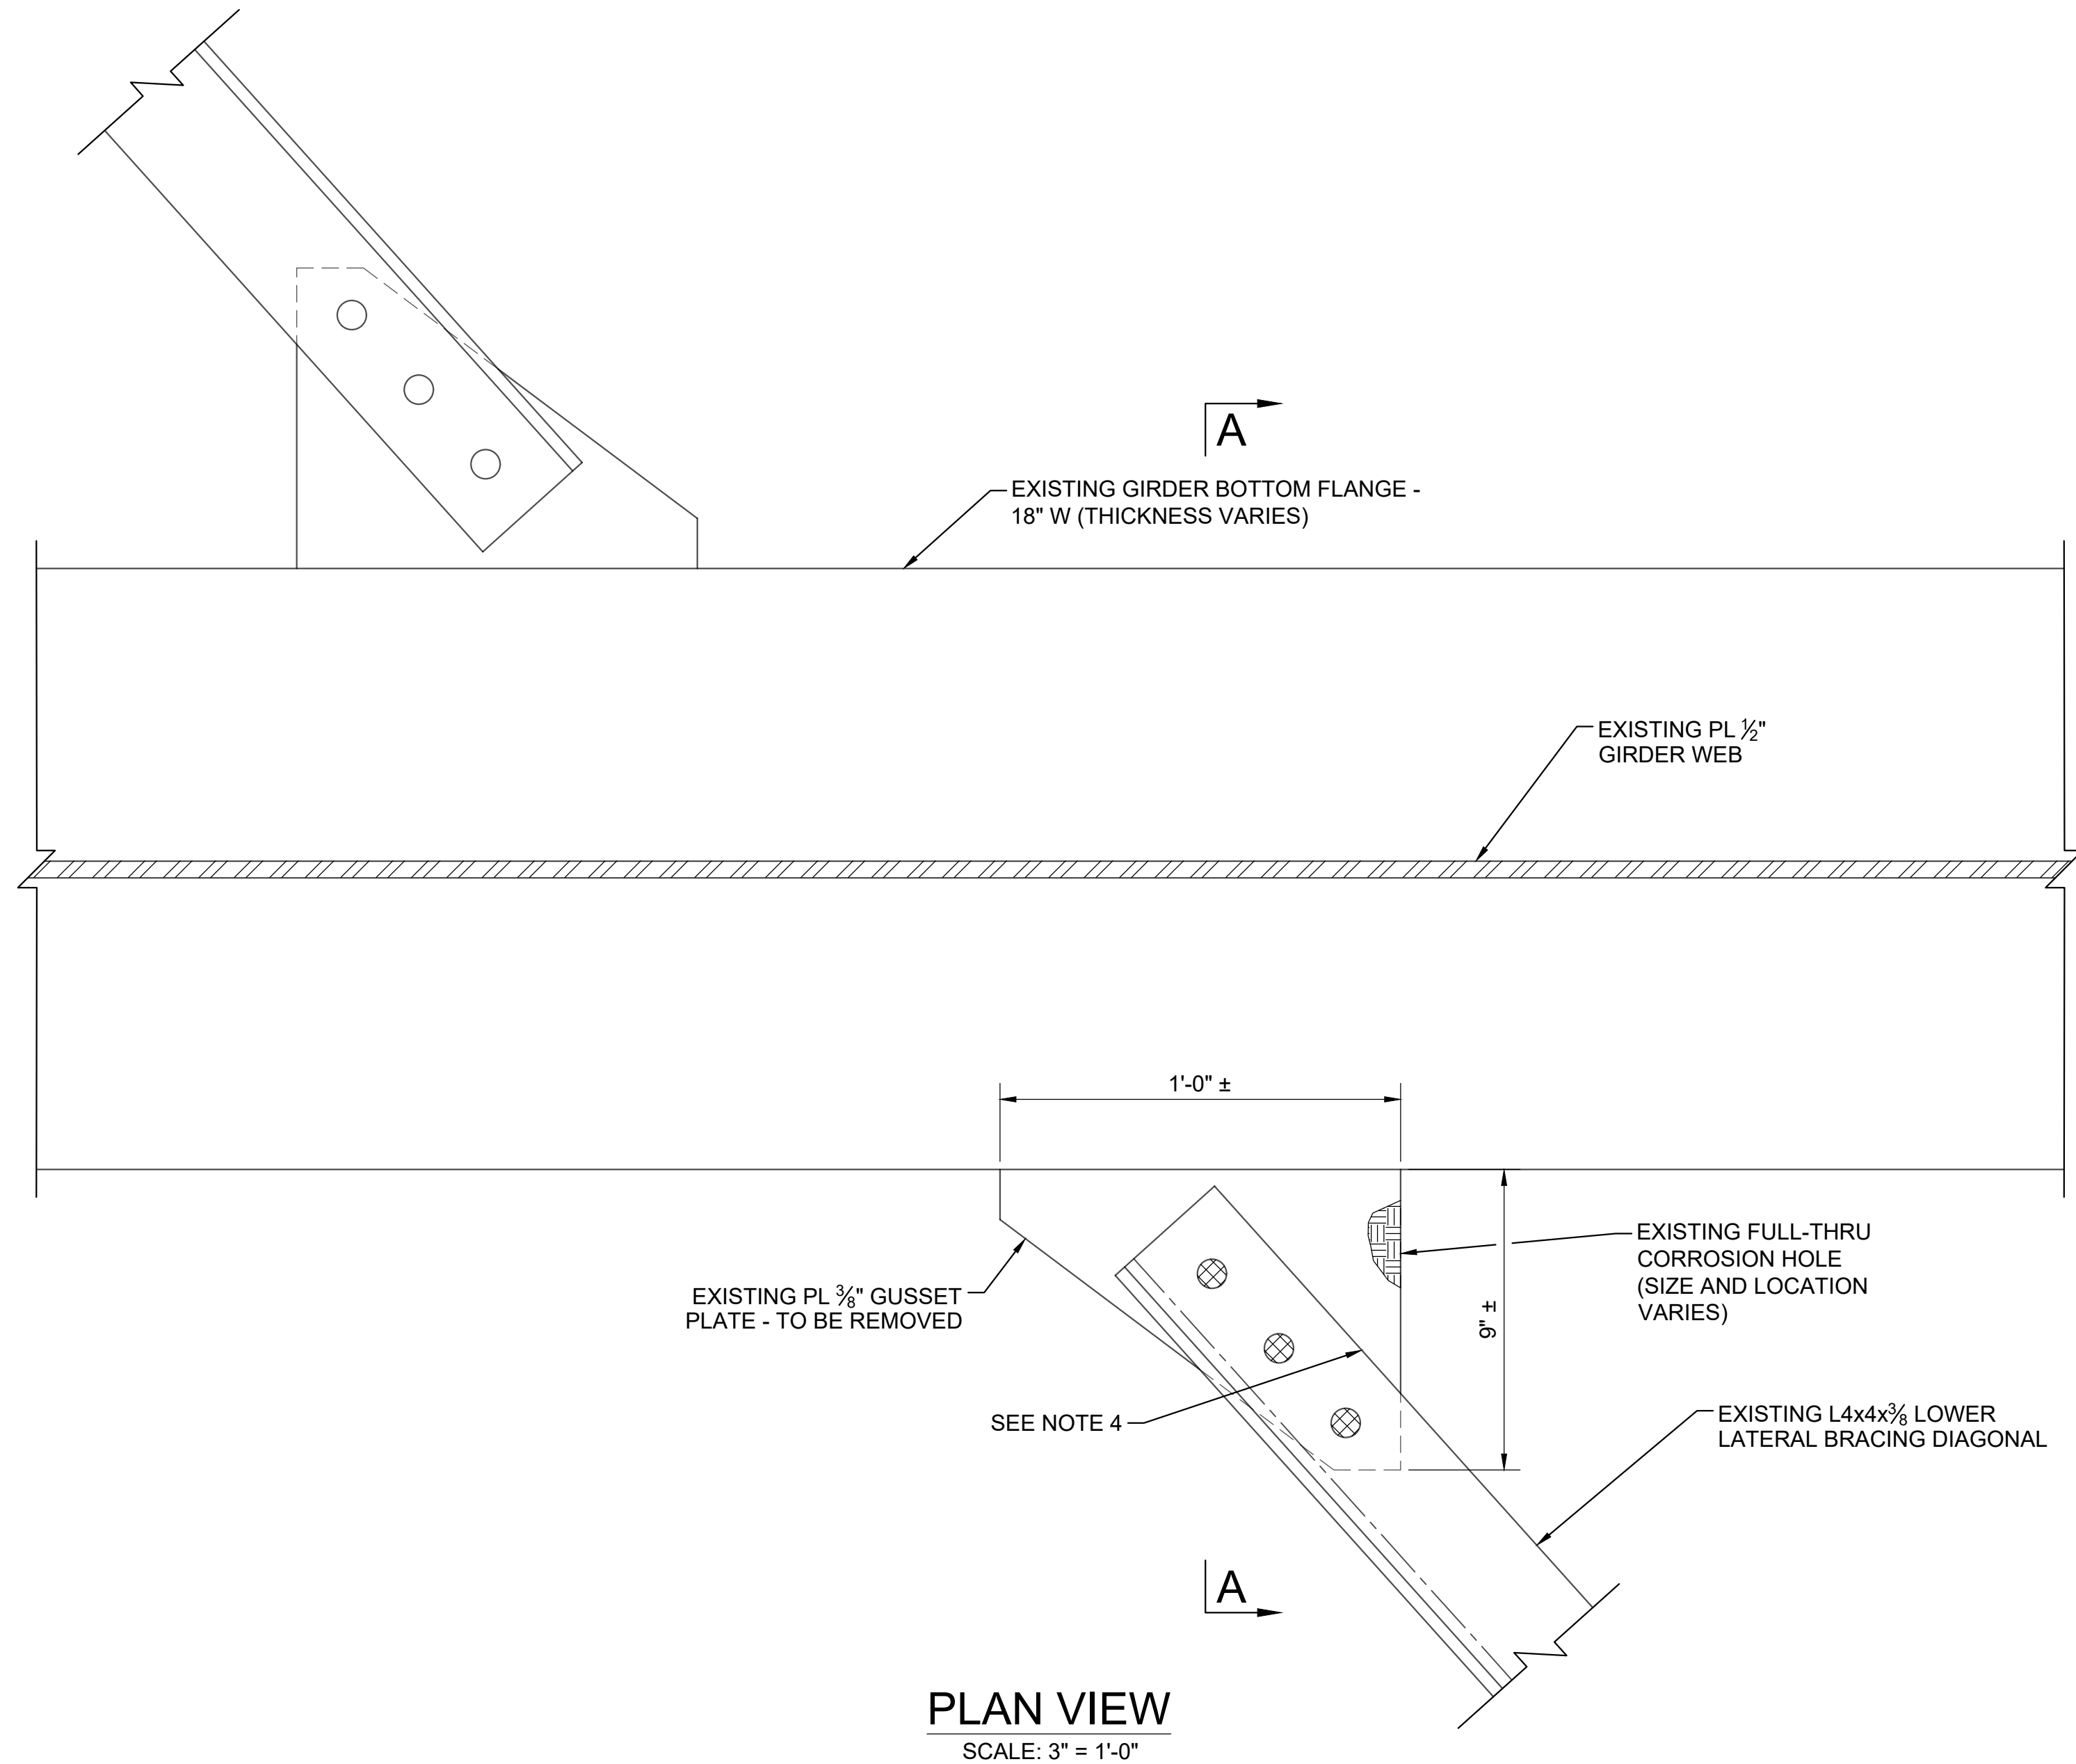 A
EXISTING GIRDER BOTTOM FLANGE -
18" W (THICKNESS VARIES)
EXISTING PL ½"
GIRDER WEB
1'-0" ±
EXISTING FULL-THRU
CORROSION HOLE
(SIZE AND LOCATION
VARIES)
9" ±
EXISTING PL ⅜" GUSSET
PLATE - TO BE REMOVED
SEE NOTE 4
EXISTING L4x4x⅜ LOWER
LATERAL BRACING DIAGONAL
A
PLAN VIEW
SCALE: 3" = 1'-0"